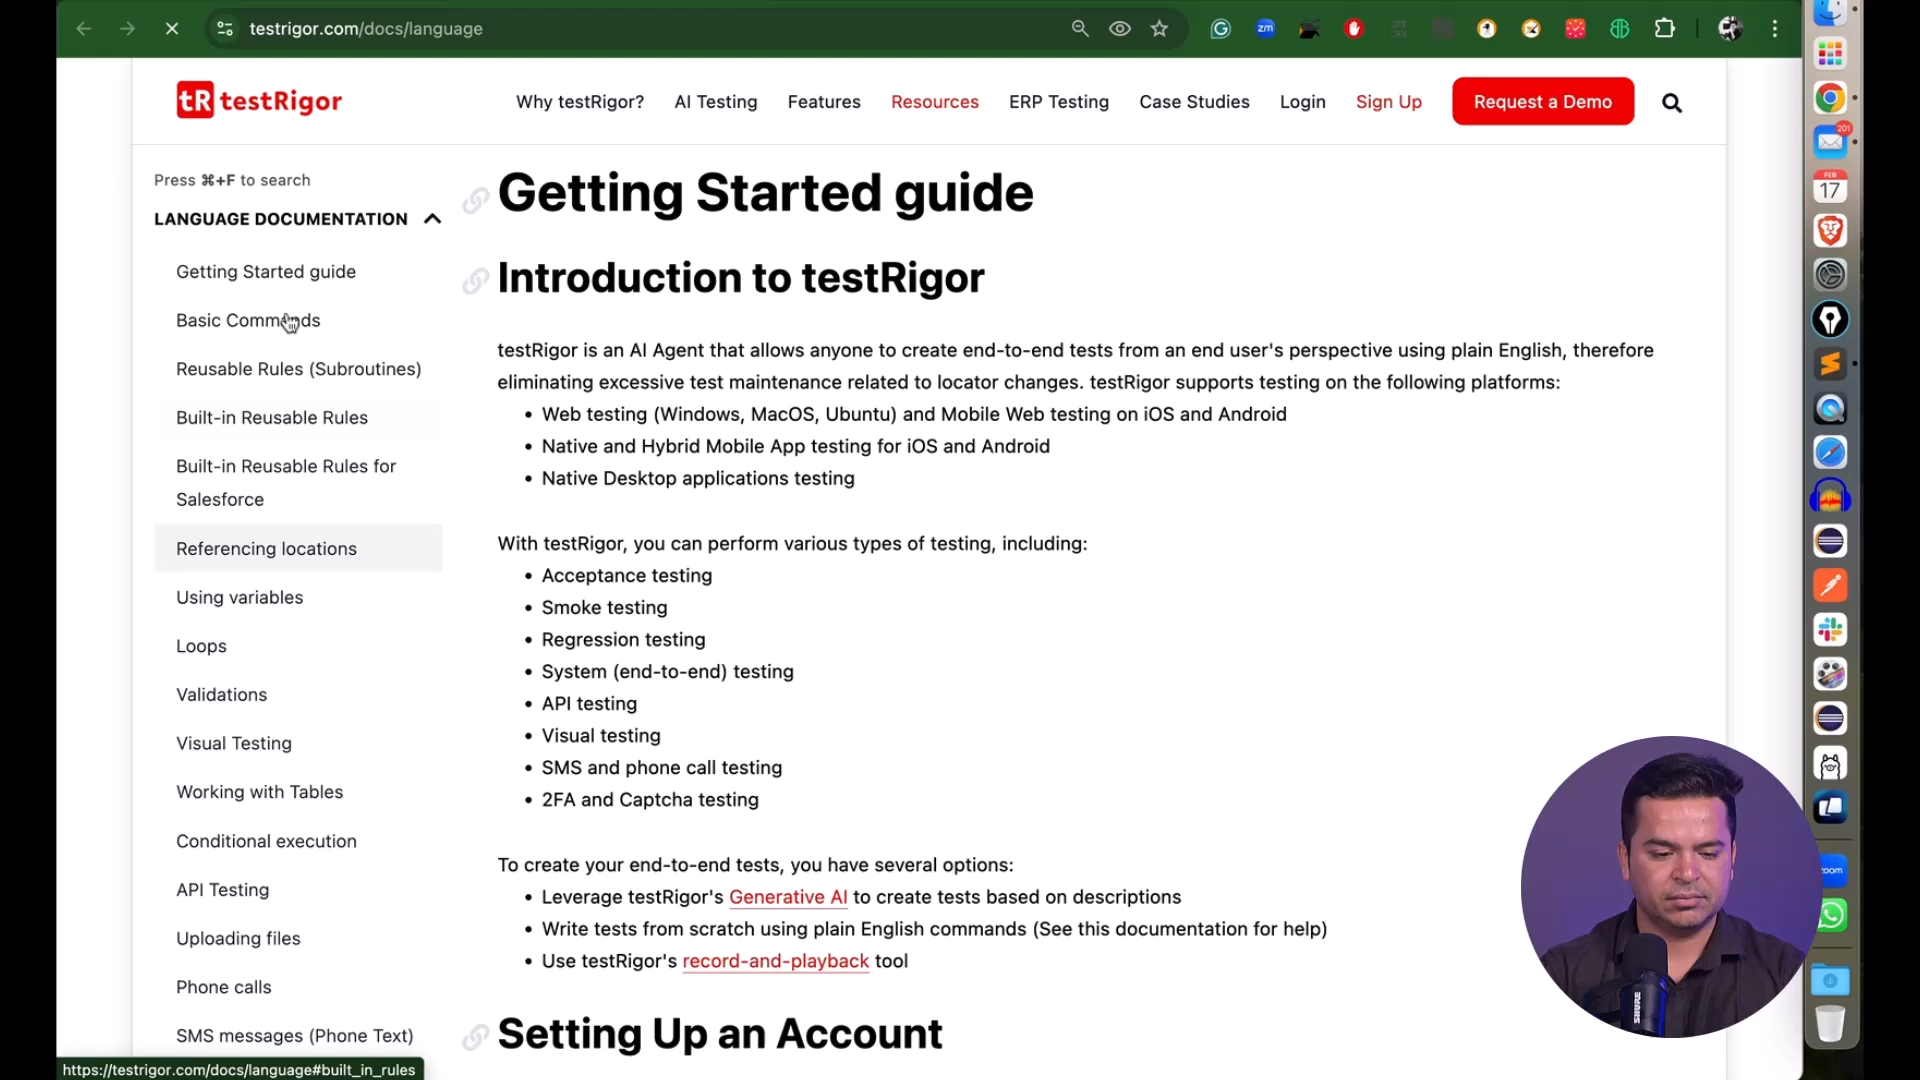 testrigor.com/docs/language
zm
GET
CRX
201
FEB
17
tR testRigor
Why testRigor?
AI Testing
Features
Resources
ERP Testing
Case Studies
Login
Sign Up
Request a Demo
Press ⌘+F to search
LANGUAGE DOCUMENTATION
Getting Started guide
Basic Commands
Reusable Rules (Subroutines)
Built-in Reusable Rules
Built-in Reusable Rules for
Salesforce
Referencing locations
Using variables
Loops
Validations
Visual Testing
Working with Tables
Conditional execution
API Testing
Uploading files
Phone calls
SMS messages (Phone Text)
Getting Started guide
Introduction to testRigor
testRigor is an AI Agent that allows anyone to create end-to-end tests from an end user's perspective using plain English, therefore
eliminating excessive test maintenance related to locator changes. testRigor supports testing on the following platforms:
• Web testing (Windows, MacOS, Ubuntu) and Mobile Web testing on iOS and Android
• Native and Hybrid Mobile App testing for iOS and Android
• Native Desktop applications testing
With testRigor, you can perform various types of testing, including:
• Acceptance testing
• Smoke testing
• Regression testing
• System (end-to-end) testing
• API testing
• Visual testing
• SMS and phone call testing
• 2FA and Captcha testing
To create your end-to-end tests, you have several options:
• Leverage testRigor's Generative AI to create tests based on descriptions
• Write tests from scratch using plain English commands (See this documentation for help)
• Use testRigor's record-and-playback tool
Setting Up an Account
https://testrigor.com/docs/language#built_in_rules
zoom
SHURE